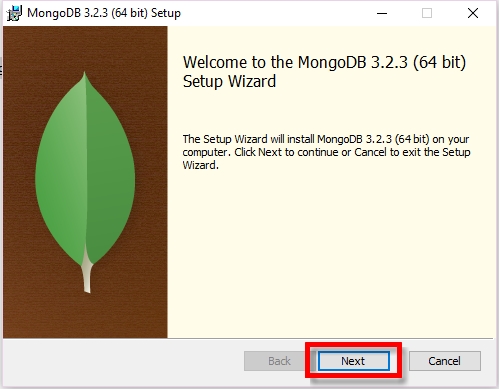 MongoDB 3.2.3 (64 bit) Setup
Welcome to the MongoDB 3.2.3 (64 bit)
Setup Wizard
The Setup Wizard will install MongoDB 3.2.3 (64 bit) on your
computer. Click Next to continue or Cancel to exit the Setup
Wizard.
Back Next Cancel